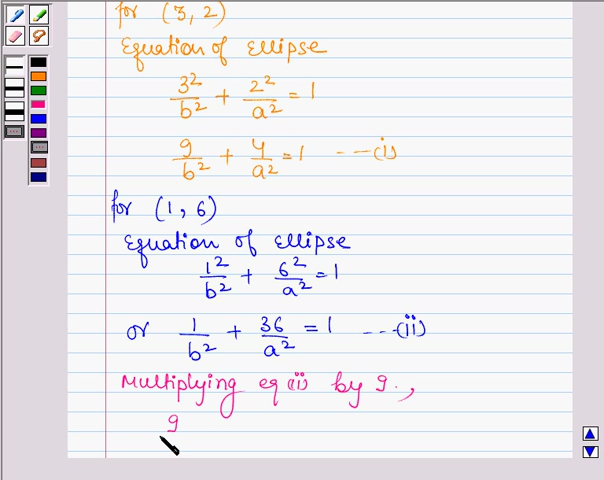 for (3, 2)
Equation of Ellipse
3²/b² + 2²/a² = 1
9/b² + 4/a² = 1 ---(i)
for (1, 6)
Equation of Ellipse
1²/b² + 6²/a² = 1
or 1/b² + 36/a² = 1 ---(ii)
Multiplying eq (ii) by 9.,
9